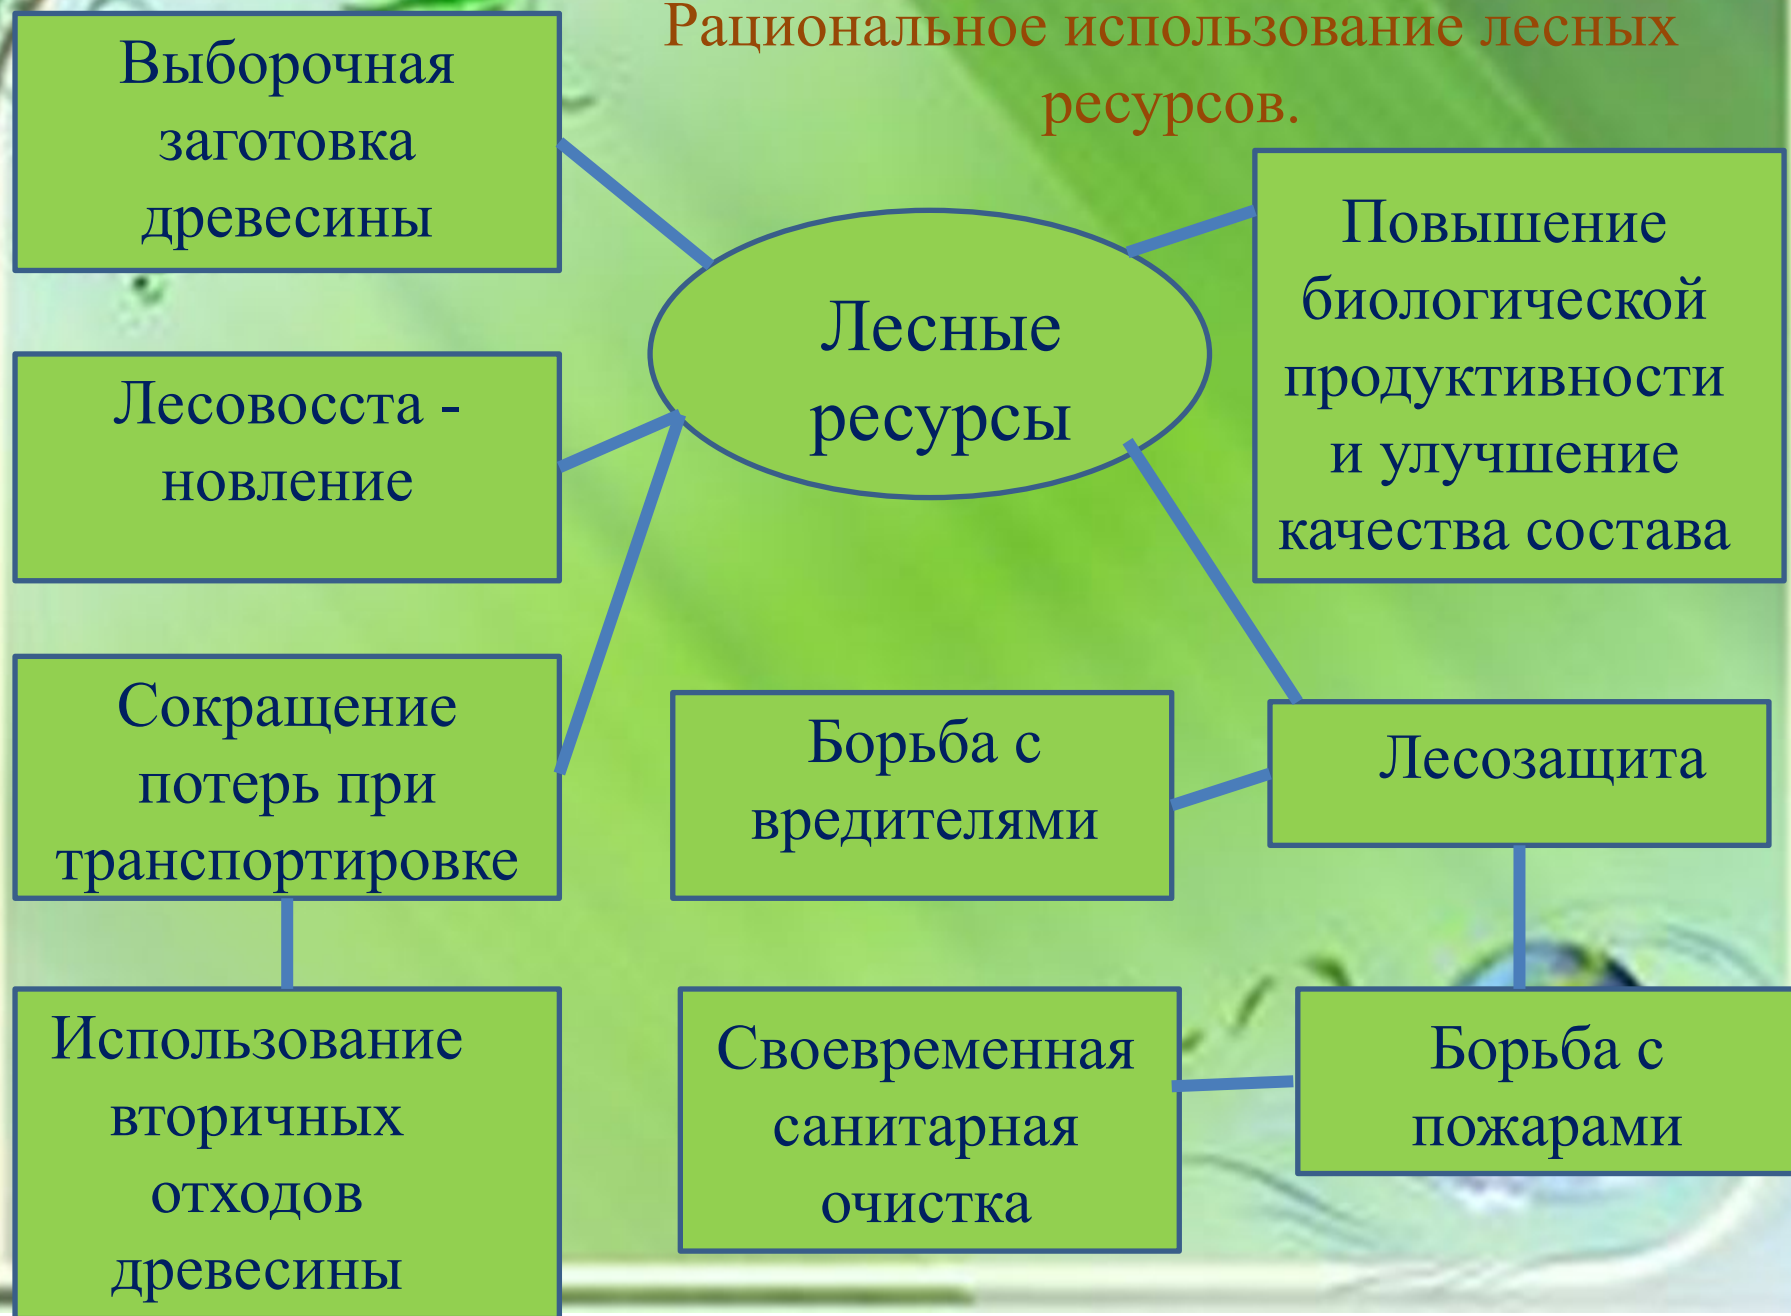 Рациональное использование лесных
ресурсов.
Выборочная
заготовка
древесины
Лесные
ресурсы
Повышение
биологической
продуктивности
и улучшение
качества состава
Лесовосста -
новление
Сокращение
потерь при
транспортировке
Борьба с
вредителями
Лесозащита
Использование
вторичных
отходов
древесины
Своевременная
санитарная
очистка
Борьба с
пожарами